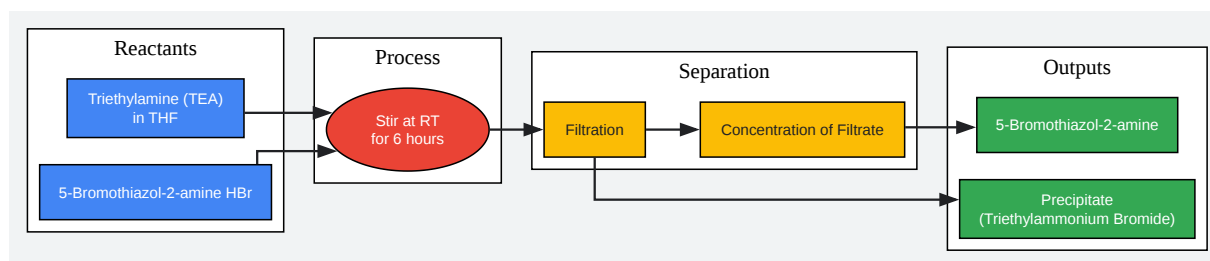 Reactants
Triethylamine (TEA)
in THF
5-Bromothiazol-2-amine HBr
Process
Stir at RT
for 6 hours
Separation
Filtration
Concentration of Filtrate
Outputs
5-Bromothiazol-2-amine
Precipitate
(Triethylammonium Bromide)